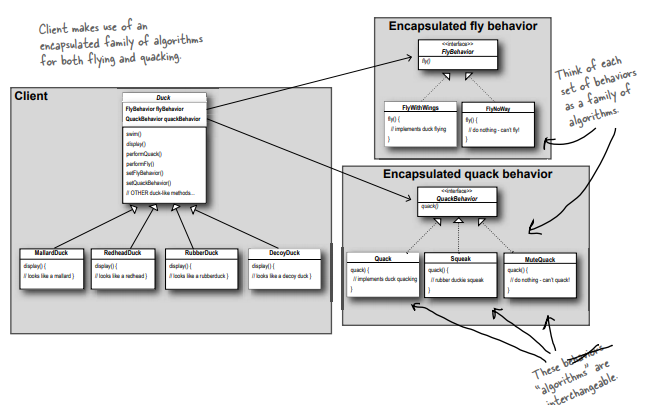 Client makes use of an
encapsulated family of algorithms
for both flying and quacking.
Client
Duck
FlyBehavior flyBehavior
QuackBehavior quackBehavior
swim()
display()
performQuack()
performFly()
setFlyBehavior()
setQuackBehavior()
// OTHER duck-like methods...
MallardDuck
display() {
// looks like a mallard }
RedheadDuck
display() {
// looks like a redhead }
RubberDuck
display() {
// looks like a rubberduck }
DecoyDuck
display() {
// looks like a decoy duck }
Encapsulated fly behavior
<<interface>>
FlyBehavior
fly()
FlyWithWings
fly() {
// implements duck flying
}
FlyNoWay
fly() {
// do nothing - can't fly!
}
Think of each
set of behaviors
as a family of
algorithms.
Encapsulated quack behavior
<<interface>>
QuackBehavior
quack()
Quack
quack() {
// implements duck quacking
}
Squeak
quack() {
// rubber duckie squeak
}
MuteQuack
quack() {
// do nothing - can't quack!
}
These behaviors
"algorithms" are
interchangeable.